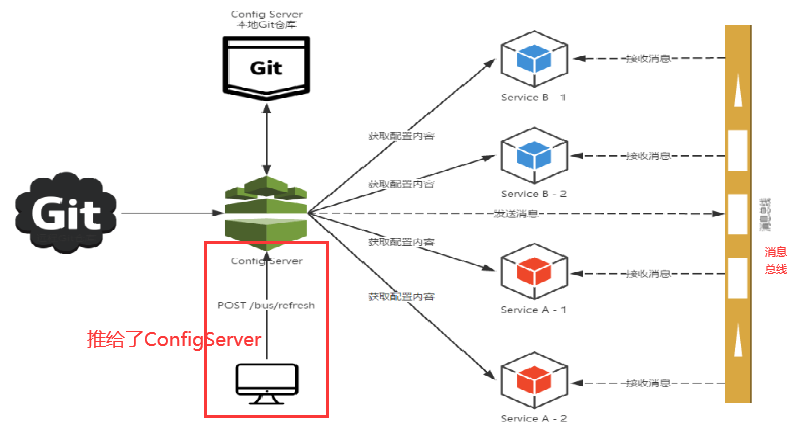 Config Server
本地Git仓库
Git
接收消息
Service B - 1
获取配置内容
接收消息
获取配置内容
Service B - 2
Git
发送消息
消息总线
获取配置内容
消息
总线
Config Server
接收消息
获取配置内容
POST /bus/refresh
Service A - 1
推给了ConfigServer
接收消息
Service A - 2